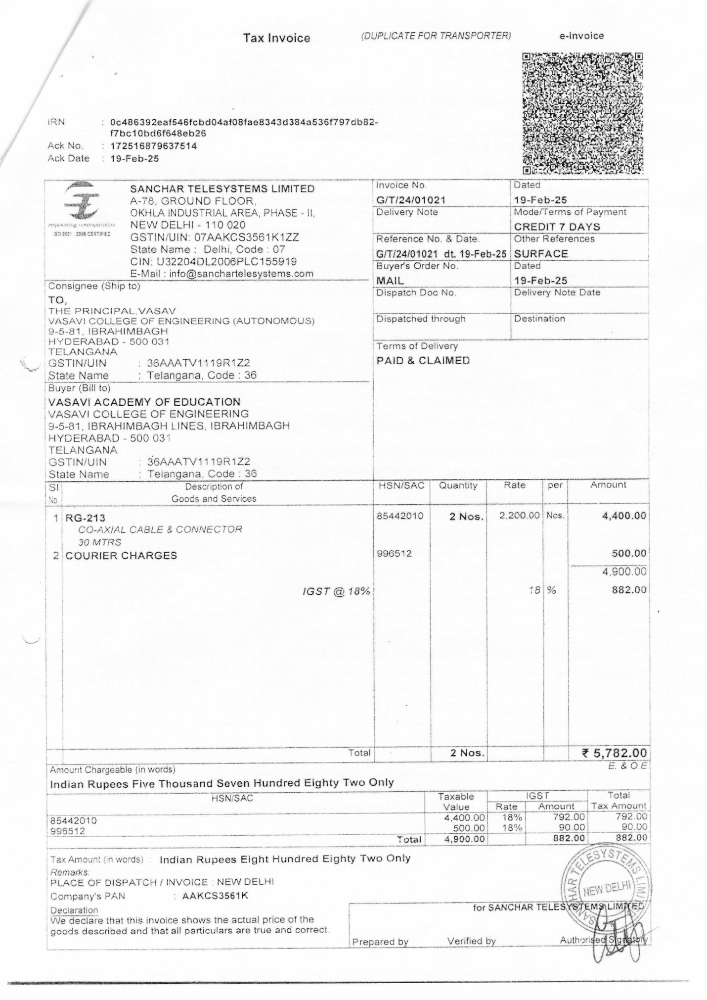 Tax Invoice
(DUPLICATE FOR TRANSPORTER)
e-Invoice
IRN : 0c486392eaf546fcbd04af08fae8343d384a536f797db82-
f7bc10bd6f648eb26
Ack No. : 172516879637514
Ack Date : 19-Feb-25
empowering communication
ISO 9001 : 2008 CERTIFIED
SANCHAR TELESYSTEMS LIMITED
A-78, GROUND FLOOR,
OKHLA INDUSTRIAL AREA, PHASE - II,
NEW DELHI - 110 020
GSTIN/UIN: 07AAKCS3561K1ZZ
State Name : Delhi, Code : 07
CIN: U32204DL2006PLC155919
E-Mail : info@sanchartelesystems.com
Invoice No.
G/T/24/01021
Dated
19-Feb-25
Delivery Note
Mode/Terms of Payment
CREDIT 7 DAYS
Reference No. & Date.
G/T/24/01021 dt. 19-Feb-25
Other References
SURFACE
Buyer's Order No.
MAIL
Dated
19-Feb-25
Dispatch Doc No.
Delivery Note Date
Dispatched through
Destination
Terms of Delivery
PAID & CLAIMED
Consignee (Ship to)
TO,
THE PRINCIPAL,VASAV
VASAVI COLLEGE OF ENGINEERING (AUTONOMOUS)
9-5-81, IBRAHIMBAGH
HYDERABAD - 500 031
TELANGANA
GSTIN/UIN : 36AAATV1119R1Z2
State Name : Telangana, Code : 36
Buyer (Bill to)
VASAVI ACADEMY OF EDUCATION
VASAVI COLLEGE OF ENGINEERING
9-5-81, IBRAHIMBAGH LINES, IBRAHIMBAGH
HYDERABAD - 500 031
TELANGANA
GSTIN/UIN : 36AAATV1119R1Z2
State Name : Telangana, Code : 36
Sl No Description of Goods and Services HSN/SAC Quantity Rate per Amount
1 RG-213 85442010 2 Nos. 2,200.00 Nos. 4,400.00
CO-AXIAL CABLE & CONNECTOR
30 MTRS
2 COURIER CHARGES 996512 500.00
4,900.00
IGST @ 18% 18 % 882.00
Total 2 Nos. ₹ 5,782.00
Amount Chargeable (in words) E. & O.E
Indian Rupees Five Thousand Seven Hundred Eighty Two Only
HSN/SAC Taxable Value IGST Total
Rate Amount Tax Amount
85442010 4,400.00 18% 792.00 792.00
996512 500.00 18% 90.00 90.00
Total 4,900.00 882.00 882.00
Tax Amount (in words) : Indian Rupees Eight Hundred Eighty Two Only
Remarks:
PLACE OF DISPATCH / INVOICE : NEW DELHI
Company's PAN : AAKCS3561K
Declaration
We declare that this invoice shows the actual price of the
goods described and that all particulars are true and correct.
for SANCHAR TELESYSTEMS LIMITED
Prepared by Verified by Authorised Signatory
SANCHAR TELESYSTEMS LIMITED
NEW DELHI